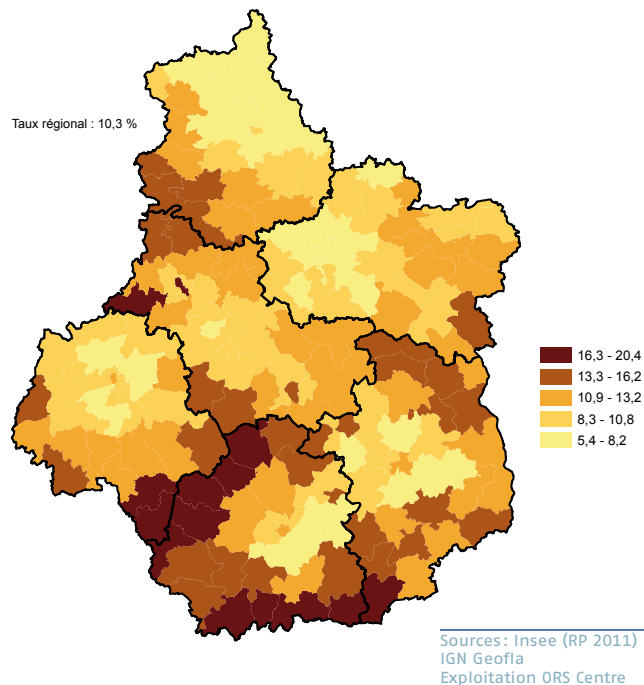 Taux régional : 10,3 %
16,3 - 20,4
13,3 - 16,2
10,9 - 13,2
8,3 - 10,8
5,4 - 8,2
Sources: Insee (RP 2011)
IGN Geofla
Exploitation ORS Centre